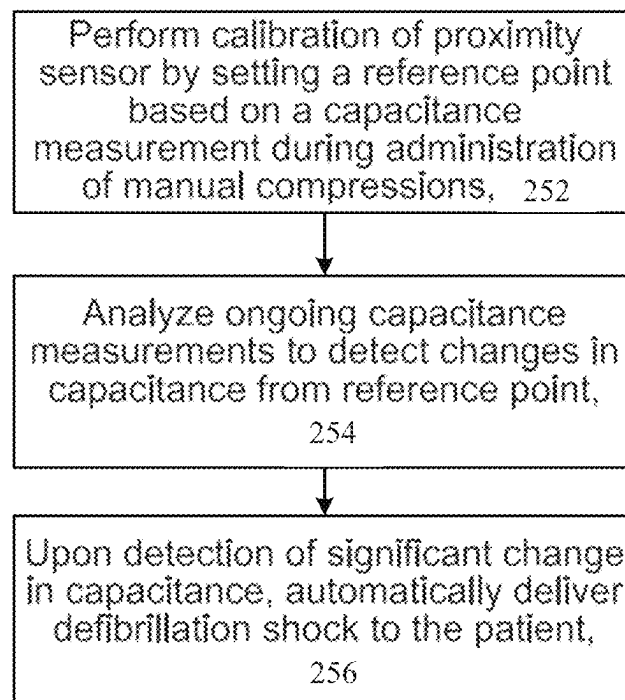 Perform calibration of proximity
sensor by setting a reference point
based on a capacitance
measurement during administration
of manual compressions, 252
Analyze ongoing capacitance
measurements to detect changes in
capacitance from reference point,
254
Upon detection of significant change
in capacitance, automatically deliver
defibrillation shock to the patient,
256